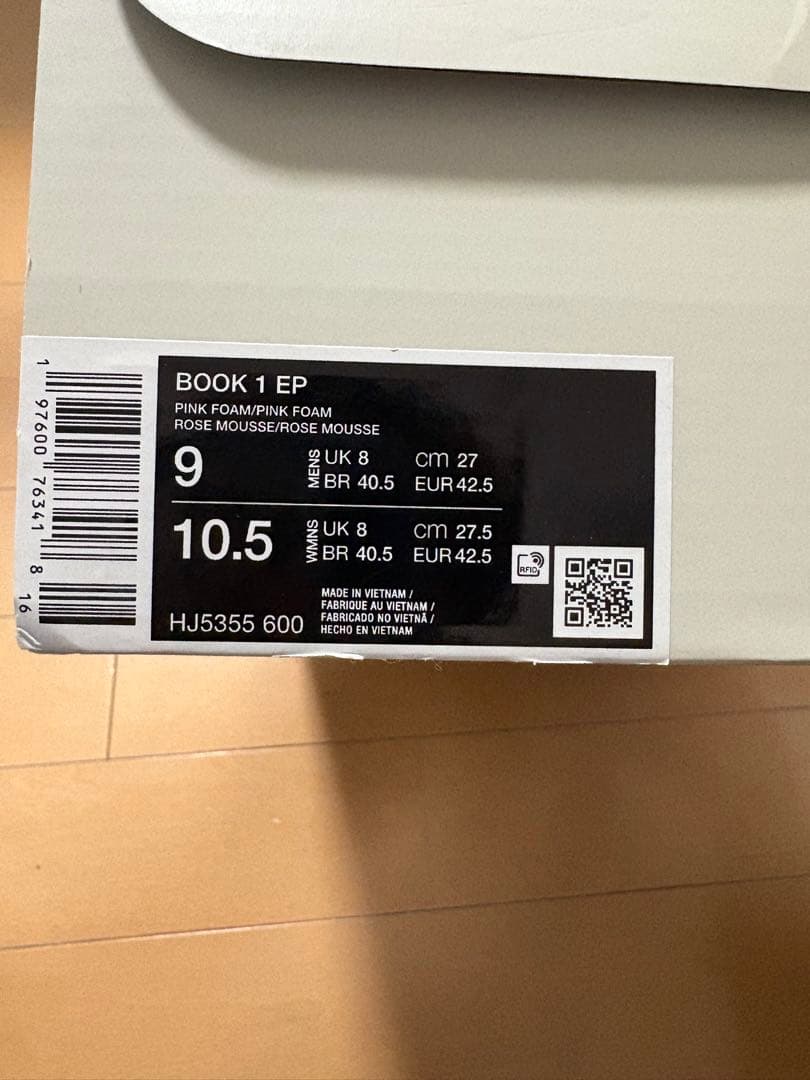 1 97600 76341 8 16
BOOK 1 EP
PINK FOAM/PINK FOAM
ROSE MOUSSE/ROSE MOUSSE
9 MENS UK 8 cm 27
BR 40.5 EUR 42.5
10.5 WMNS UK 8 cm 27.5
BR 40.5 EUR 42.5
RFID
MADE IN VIETNAM /
FABRIQUE AU VIETNAM /
FABRICADO NO VIETNÃ /
HECHO EN VIETNAM
HJ5355 600